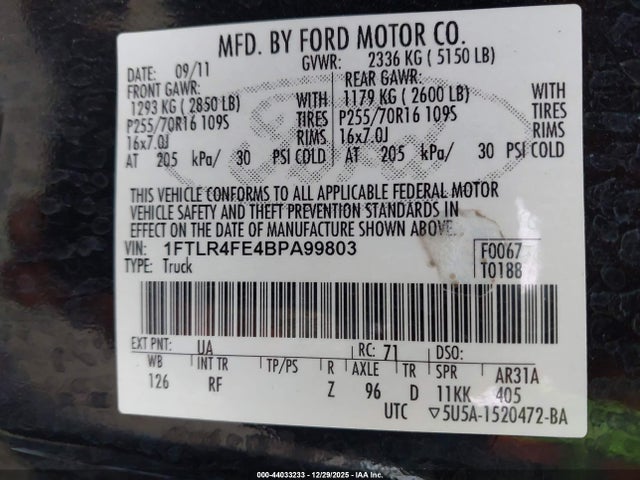 MFD. BY FORD MOTOR CO.
DATE: 09/11 GVWR: 2336 KG ( 5150 LB)
FRONT GAWR: REAR GAWR:
1293 KG ( 2850 LB) 1179 KG ( 2600 LB)
P255/70R16 109S TIRES P255/70R16 109S TIRES
16x7.0J RIMS 16x7.0J RIMS
AT 205 kPa/ 30 PSI COLD AT 205 kPa/ 30 PSI COLD
THIS VEHICLE CONFORMS TO ALL APPLICABLE FEDERAL MOTOR
VEHICLE SAFETY AND THEFT PREVENTION STANDARDS IN
EFFECT ON THE DATE OF MANUFACTURE SHOWN ABOVE.
VIN: 1FTLR4FE4BPA99803 F0067
TYPE: Truck T0188
EXT PNT: UA RC: 71 DSO:
WB INT TR TP/PS R AXLE TR SPR AR31A
126 RF Z 96 D 11KK 405
UTC ▽5U5A-1520472-BA
000-44033233 - 12/29/2025 - IAAI.com